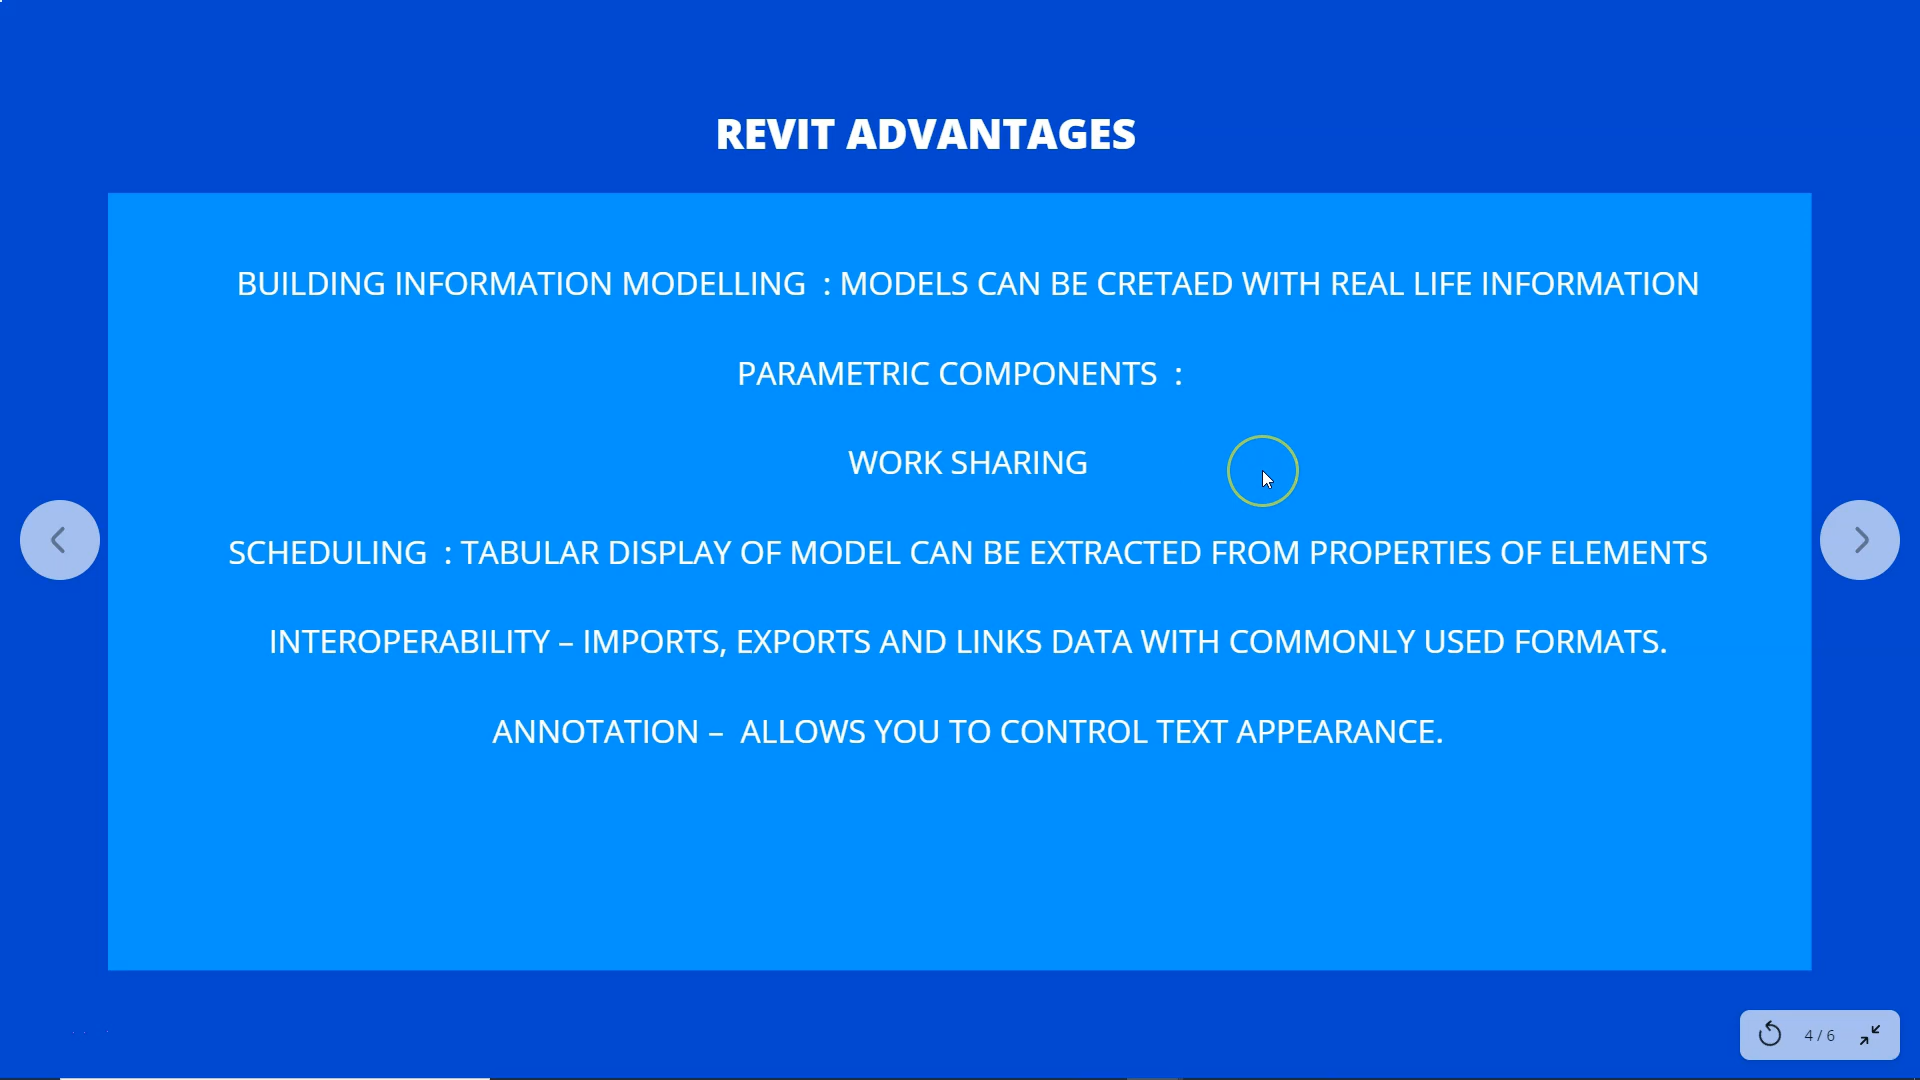 REVIT ADVANTAGES
BUILDING INFORMATION MODELLING  : MODELS CAN BE CRETAED WITH REAL LIFE INFORMATION
PARAMETRIC COMPONENTS  :
WORK SHARING
SCHEDULING  : TABULAR DISPLAY OF MODEL CAN BE EXTRACTED FROM PROPERTIES OF ELEMENTS
INTEROPERABILITY – IMPORTS, EXPORTS AND LINKS DATA WITH COMMONLY USED FORMATS.
ANNOTATION –  ALLOWS YOU TO CONTROL TEXT APPEARANCE.
4 / 6